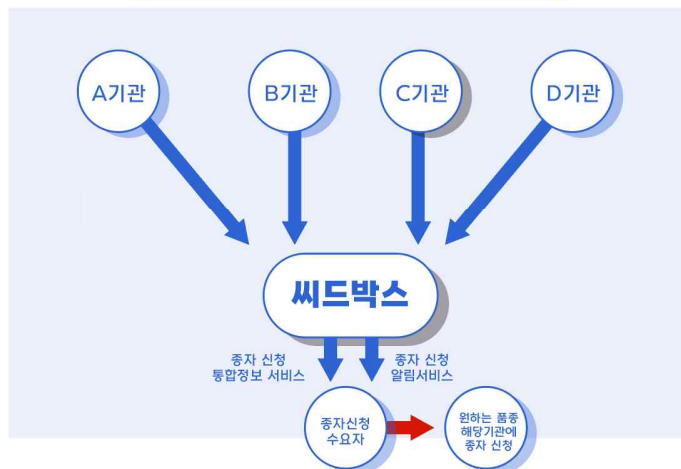 A기관
B기관
C기관
D기관
씨드박스
종자 신청
통합정보 서비스
종자 신청
알림서비스
종자신청
수요자
원하는 품종
해당기관에
종자 신청